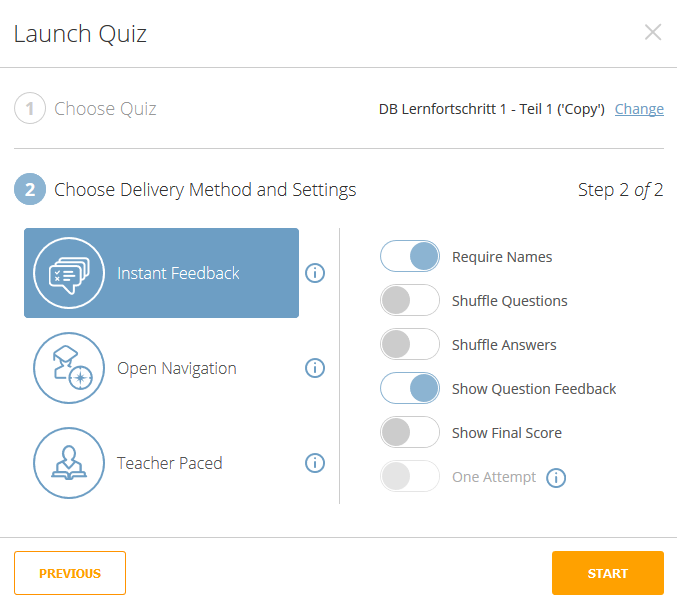 Launch Quiz
1 Choose Quiz DB Lernfortschritt 1 - Teil 1 ('Copy') Change
2 Choose Delivery Method and Settings Step 2 of 2
Instant Feedback
Open Navigation
Teacher Paced
Require Names
Shuffle Questions
Shuffle Answers
Show Question Feedback
Show Final Score
One Attempt
PREVIOUS START